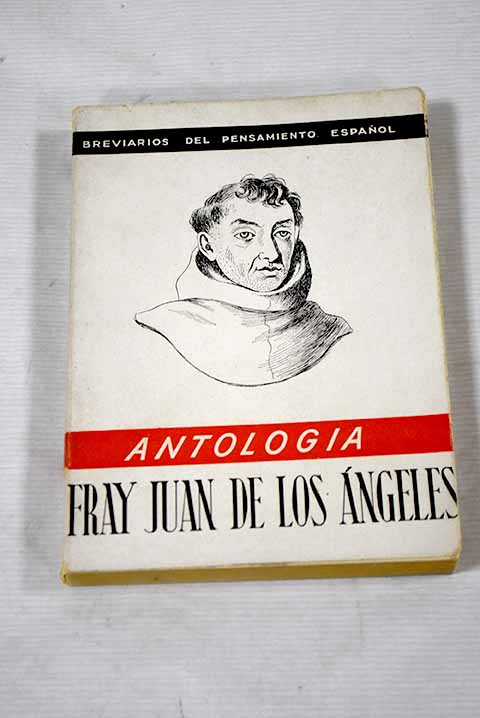 BREVIARIOS DEL PENSAMIENTO ESPAÑOL
ANTOLOGIA
FRAY JUAN DE LOS ÁNGELES